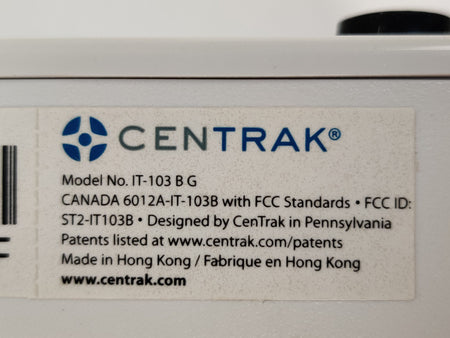 CENTRAK®
Model No. IT-103 B G
CANADA 6012A-IT-103B with FCC Standards • FCC ID:
ST2-IT103B • Designed by CenTrak in Pennsylvania
Patents listed at www.centrak.com/patents
Made in Hong Kong / Fabrique en Hong Kong
www.centrak.com